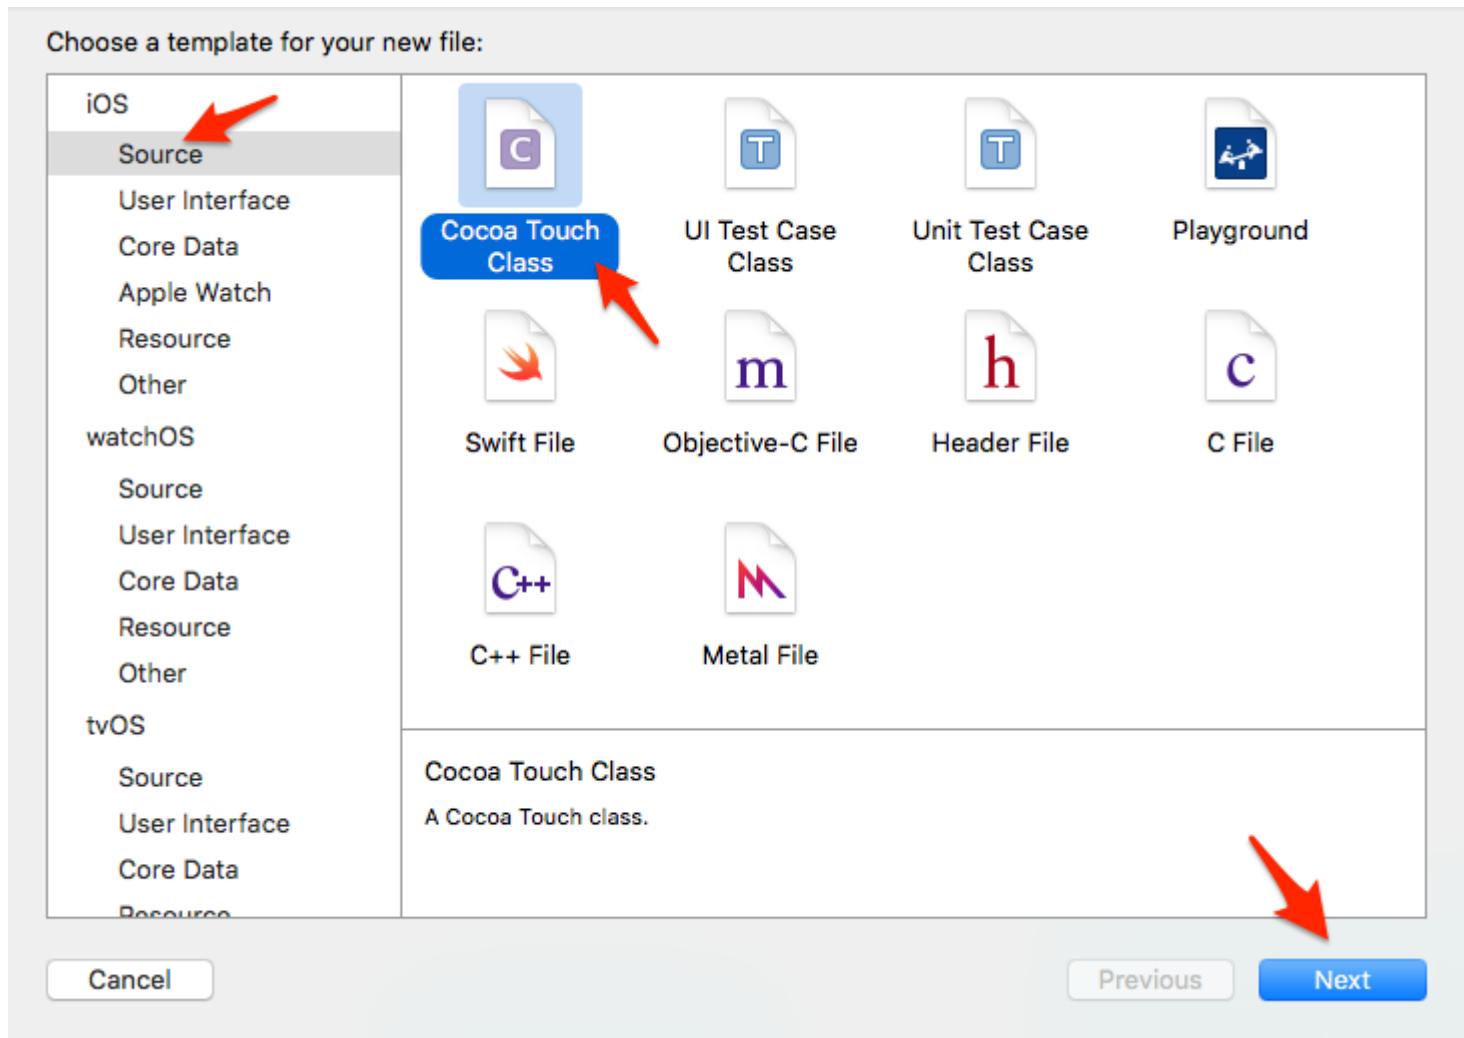 Choose a template for your new file:
iOS
Source
User Interface
Core Data
Apple Watch
Resource
Other
watchOS
Source
User Interface
Core Data
Resource
Other
tvOS
Source
User Interface
Core Data
Resource
C
T
T
Cocoa Touch
Class
UI Test Case
Class
Unit Test Case
Class
Playground
m
h
c
Swift File
Objective-C File
Header File
C File
C++
C++ File
Metal File
Cocoa Touch Class
A Cocoa Touch class.
Cancel
Previous
Next